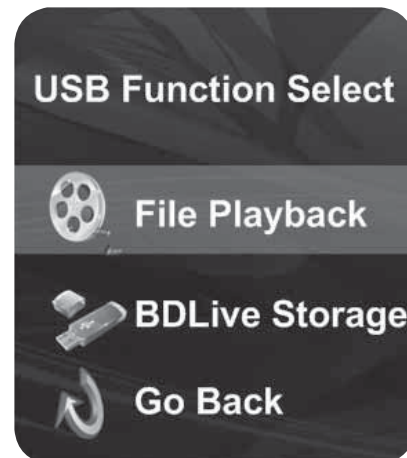 USB Function Select
File Playback
BDLive Storage
Go Back